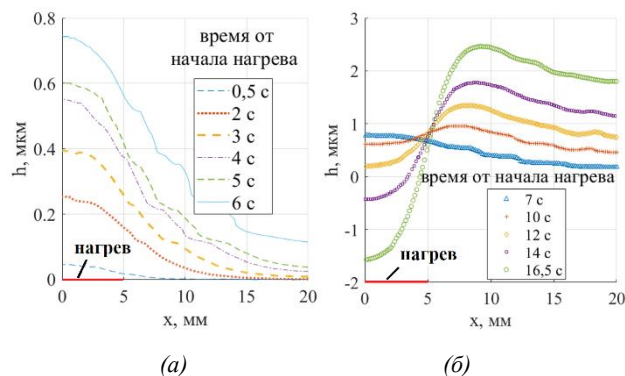 0.8
0.6
0.4
0.2
0
h, мкм
время от
начала нагрева
0,5 с
2 с
3 с
4 с
5 с
6 с
нагрев
0 5 10 15 20
x, мм
(а)
3
2
1
0
-1
-2
h, мкм
время от начала нагрева
7 с
10 с
12 с
14 с
16,5 с
нагрев
0 5 10 15 20
x, мм
(б)
а)
б)